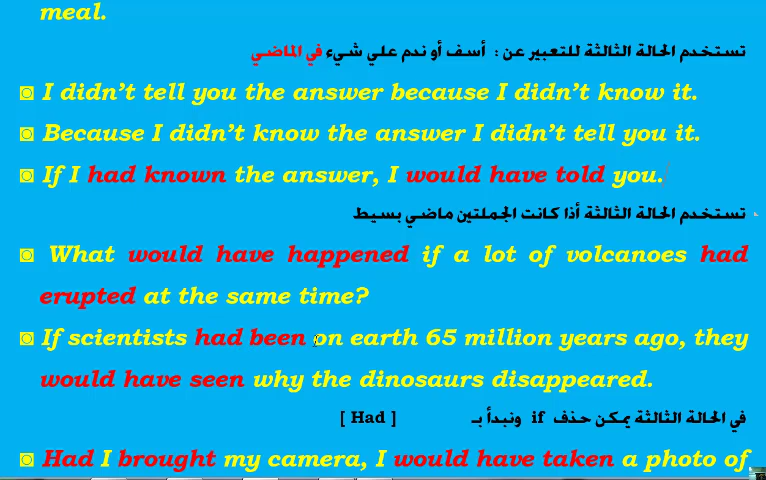 meal.
تستخدم الحالة الثالثة للتعبير عن : أسف أو ندم علي شيء في الماضي
◙ I didn’t tell you the answer because I didn’t know it.
◙ Because I didn’t know the answer I didn’t tell you it.
◙ If I had known the answer, I would have told you.
تستخدم الحالة الثالثة أذا كانت الجملتين ماضي بسيط
◙ What would have happened if a lot of volcanoes had
erupted at the same time?
◙ If scientists had been on earth 65 million years ago, they
would have seen why the dinosaurs disappeared.
في الحالة الثالثة يمكن حذف if ونبدأ بـ [ Had ]
◙ Had I brought my camera, I would have taken a photo of